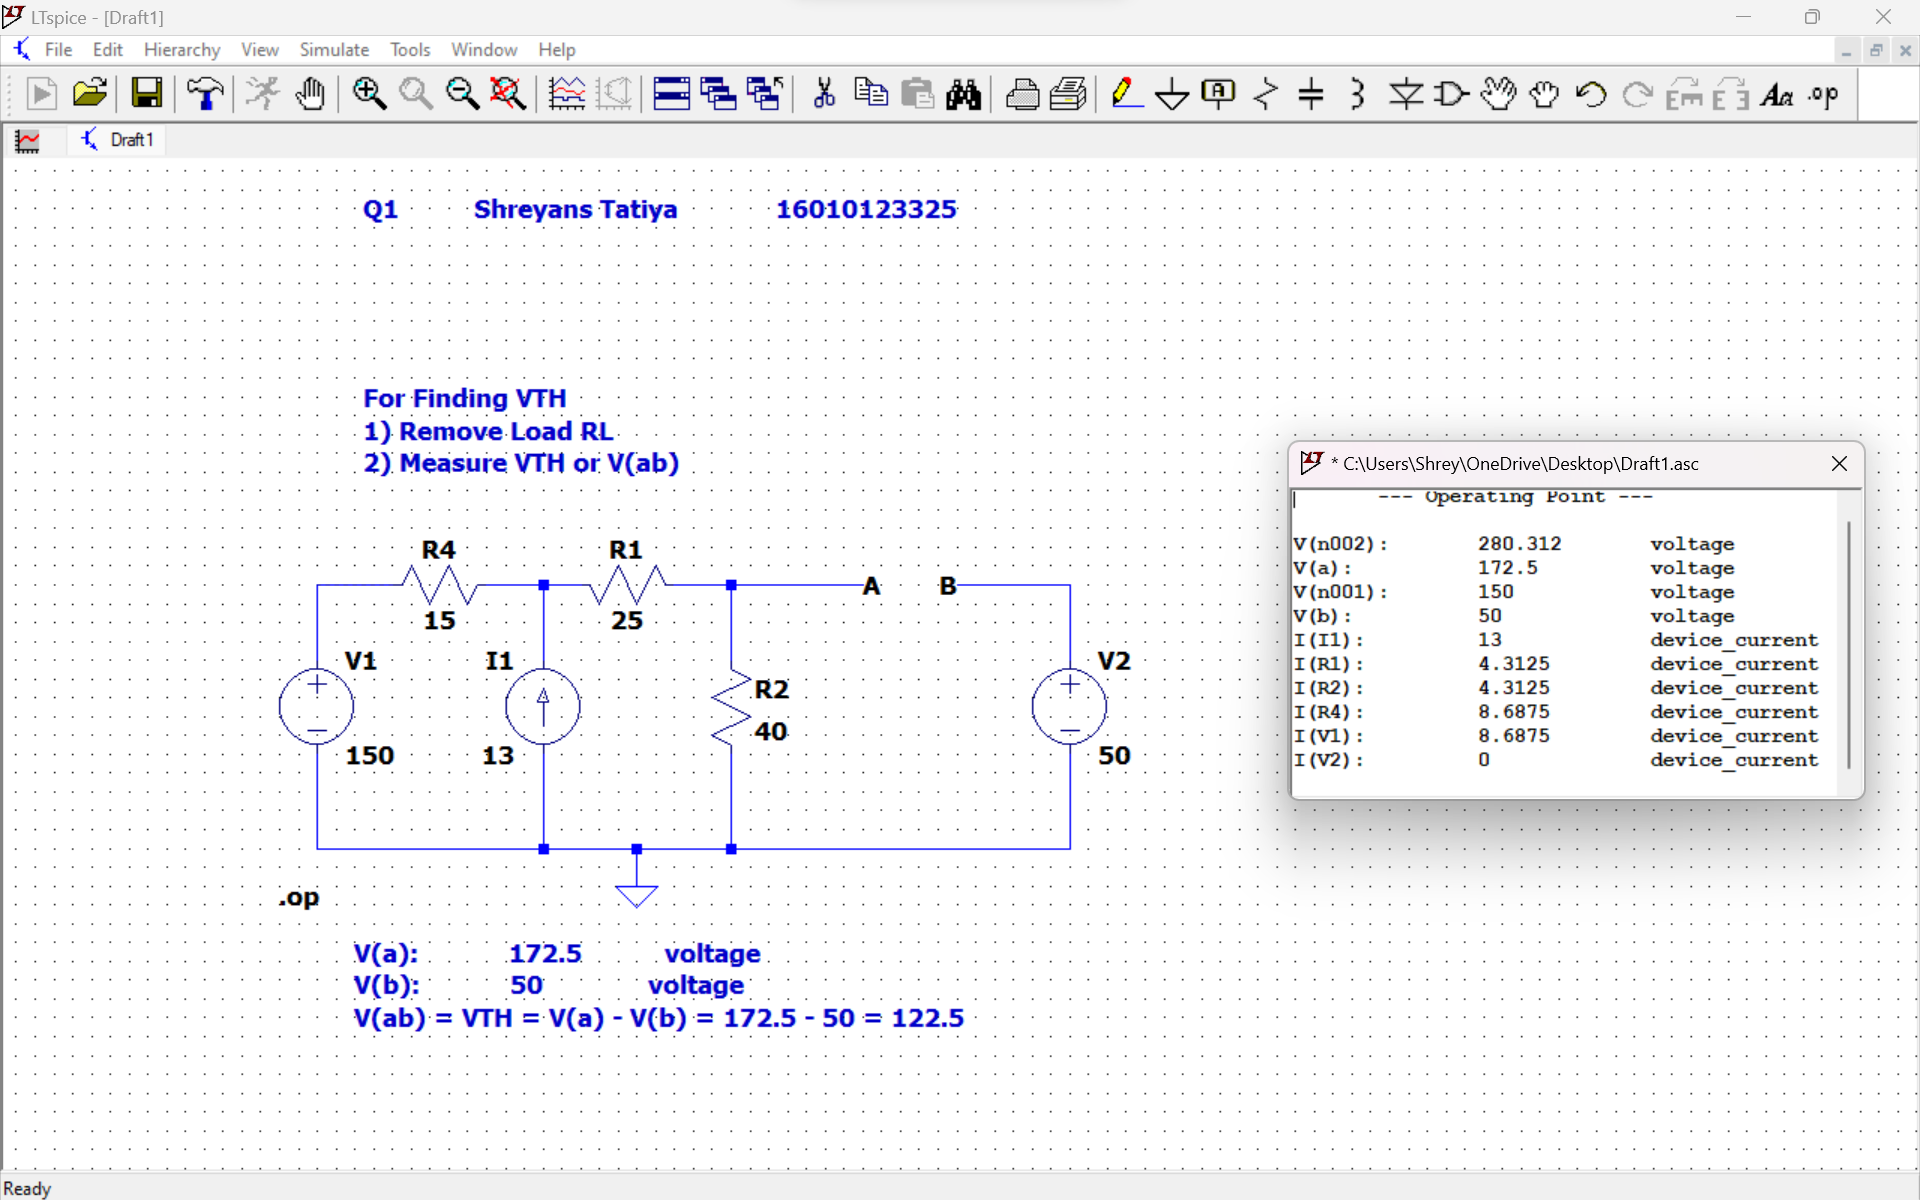 LTspice - [Draft1]
File Edit Hierarchy View Simulate Tools Window Help
Draft1
Q1 Shreyans Tatiya 16010123325
For Finding VTH
1) Remove Load RL
2) Measure VTH or V(ab)
R4 R1
A B
15 25
V1 I1 V2
R2
40
150 13 50
.op
V(a): 172.5 voltage
V(b): 50 voltage
V(ab) = VTH = V(a) - V(b) = 172.5 - 50 = 122.5
* C:\Users\Shrey\OneDrive\Desktop\Draft1.asc
--- Operating Point ---
V(n002): 280.312 voltage
V(a): 172.5 voltage
V(n001): 150 voltage
V(b): 50 voltage
I(I1): 13 device_current
I(R1): 4.3125 device_current
I(R2): 4.3125 device_current
I(R4): 8.6875 device_current
I(V1): 8.6875 device_current
I(V2): 0 device_current
Ready